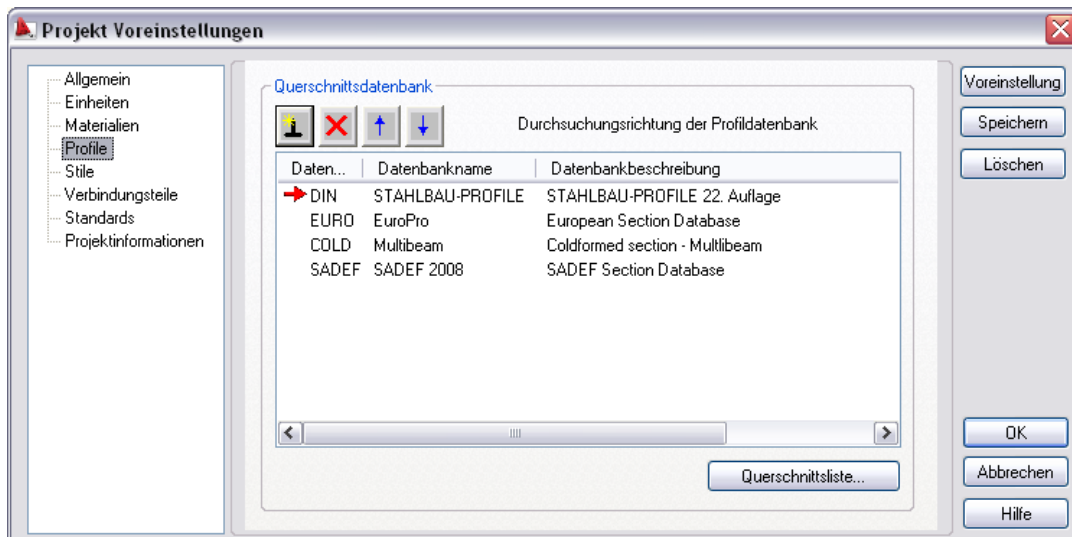 Projekt Voreinstellungen
Allgemein
Einheiten
Materialien
Profile
Stile
Verbindungsteile
Standards
Projektinformationen
Querschnittsdatenbank
Durchsuchungsrichtung der Profildatenbank
Daten... Datenbankname Datenbankbeschreibung
DIN STAHLBAU-PROFILE STAHLBAU-PROFILE 22. Auflage
EURO EuroPro European Section Database
COLD Multibeam Coldformed section - Multlibeam
SADEF SADEF 2008 SADEF Section Database
Querschnittsliste...
Voreinstellung
Speichern
Löschen
OK
Abbrechen
Hilfe